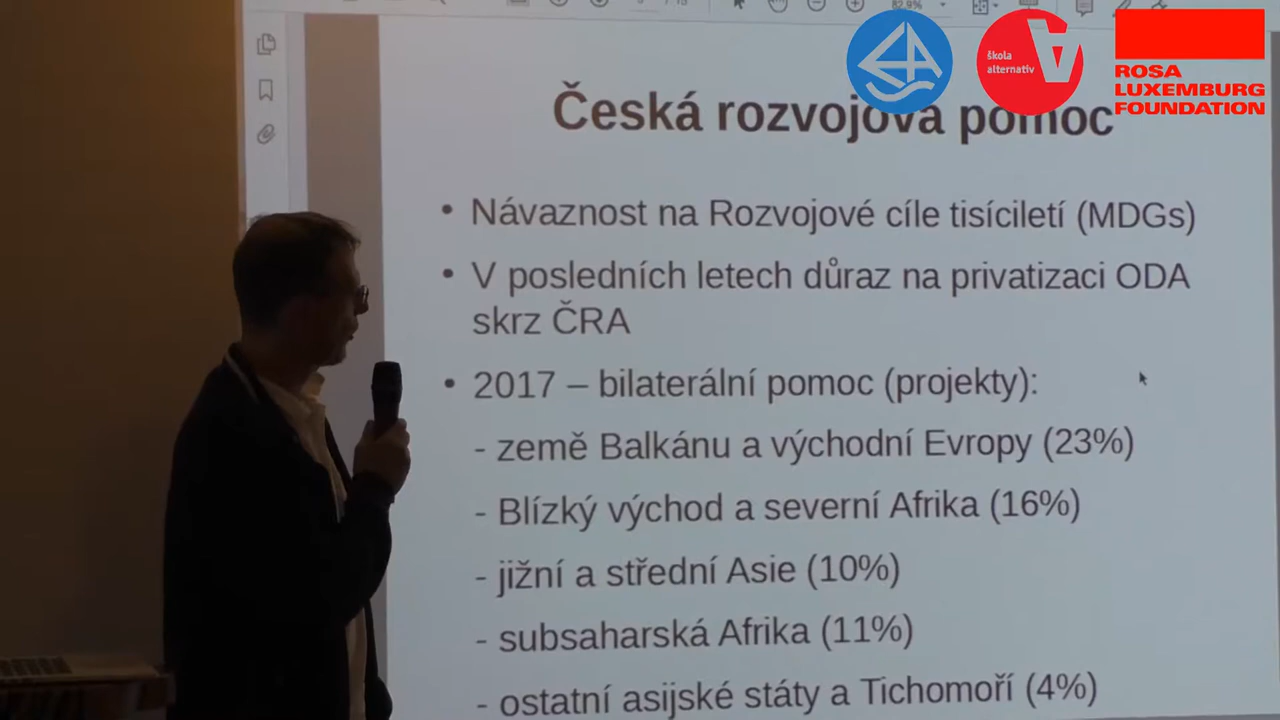 82,9%
škola
alternativ
ROSA
LUXEMBURG
FOUNDATION
Česká rozvojová pomoc
• Návaznost na Rozvojové cíle tisíciletí (MDGs)
• V posledních letech důraz na privatizaci ODA
skrz ČRA
• 2017 – bilaterální pomoc (projekty):
- země Balkánu a východní Evropy (23%)
- Blízký východ a severní Afrika (16%)
- jižní a střední Asie (10%)
- subsaharská Afrika (11%)
- ostatní asijské státy a Tichomoří (4%)